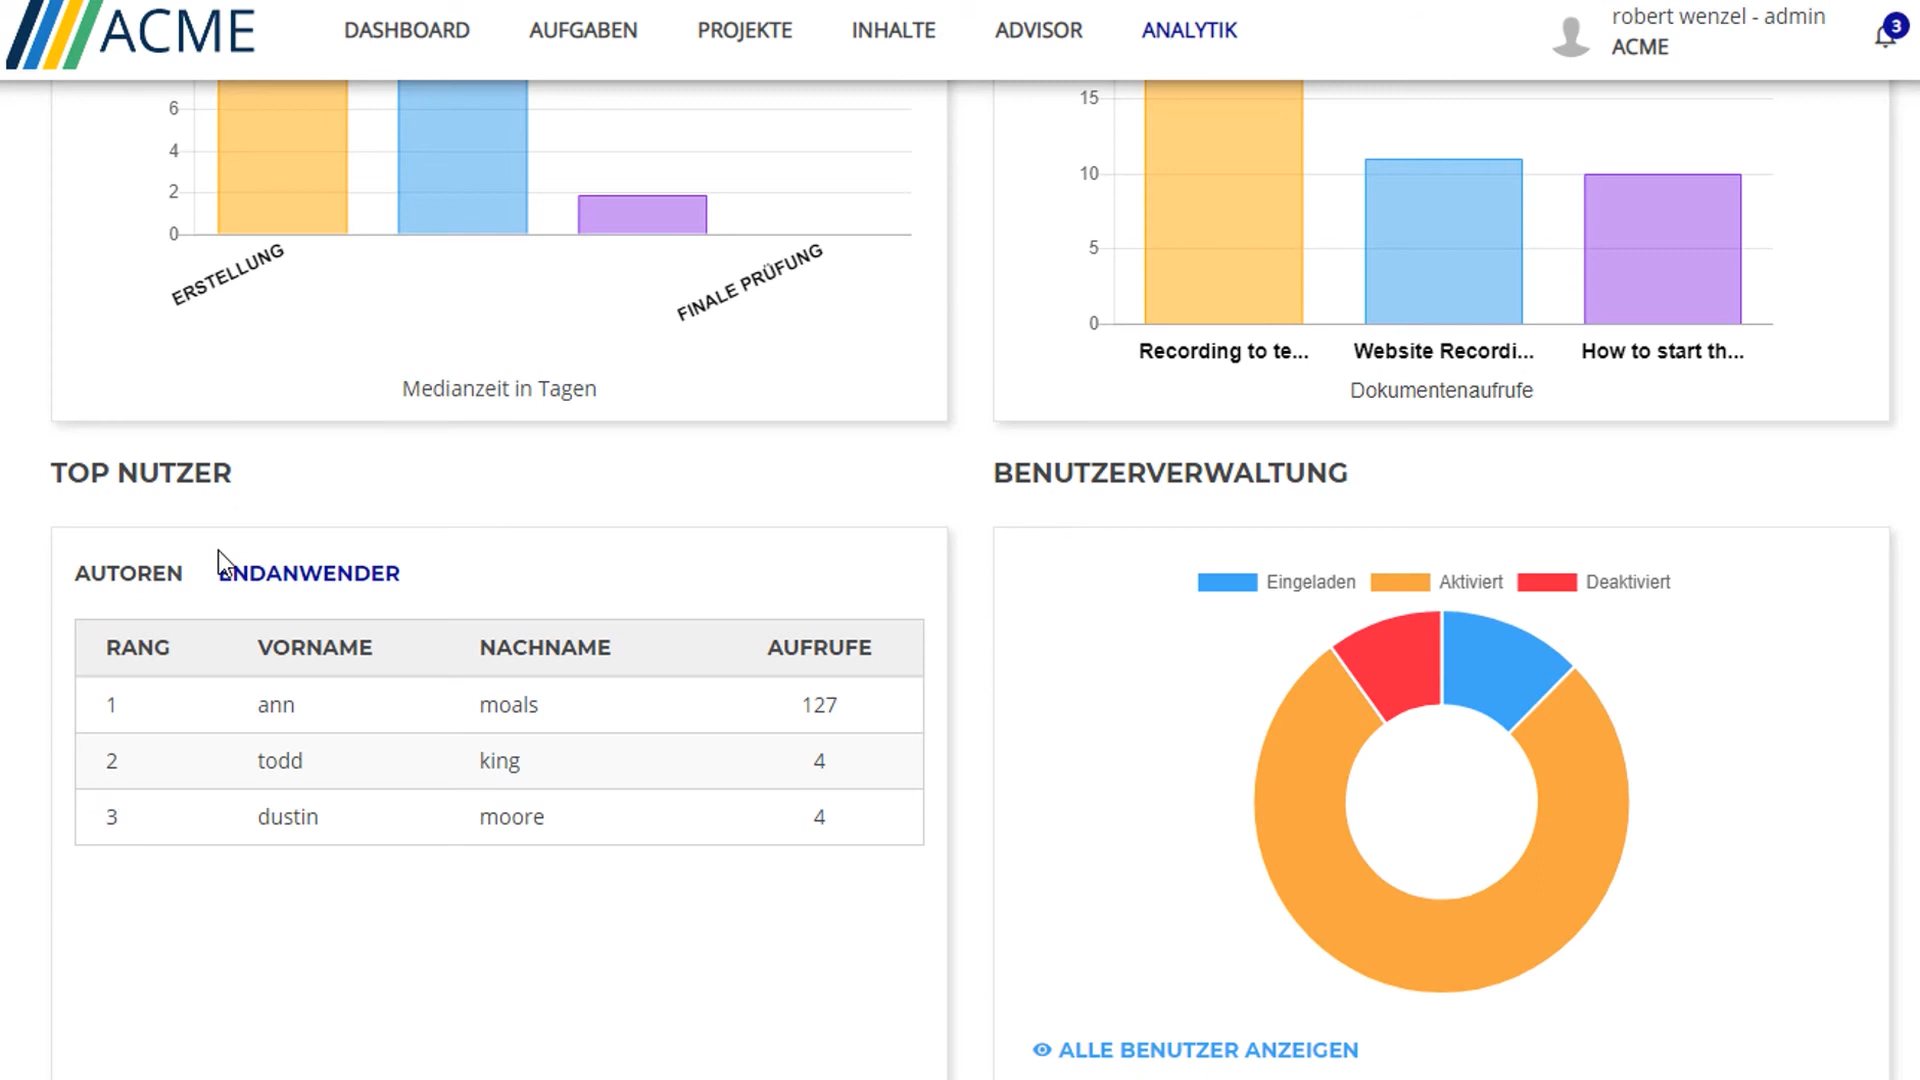 ACME
DASHBOARD
AUFGABEN
PROJEKTE
INHALTE
ADVISOR
ANALYTIK
robert wenzel - admin
ACME
3
6
4
2
0
ERSTELLUNG
FINALE PRÜFUNG
Medianzeit in Tagen
15
10
5
0
Recording to te...
Website Recordi...
How to start th...
Dokumentenaufrufe
TOP NUTZER
AUTOREN
ENDANWENDER
RANG VORNAME NACHNAME AUFRUFE
1 ann moals 127
2 todd king 4
3 dustin moore 4
BENUTZERVERWALTUNG
Eingeladen Aktiviert Deaktiviert
ALLE BENUTZER ANZEIGEN